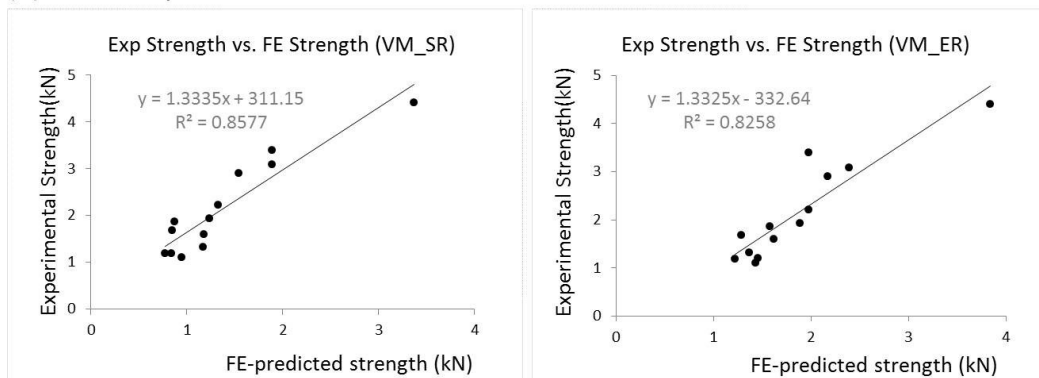 Exp Strength vs. FE Strength (VM_SR)
y = 1.3335x + 311.15
R² = 0.8577
Experimental Strength(kN)
5
4
3
2
1
0
0 1 2 3 4
FE-predicted strength (kN)
Exp Strength vs. FE Strength (VM_ER)
y = 1.3325x - 332.64
R² = 0.8258
Experimental Strength(kN)
5
4
3
2
1
0
0 1 2 3 4
FE-predicted strength (kN)